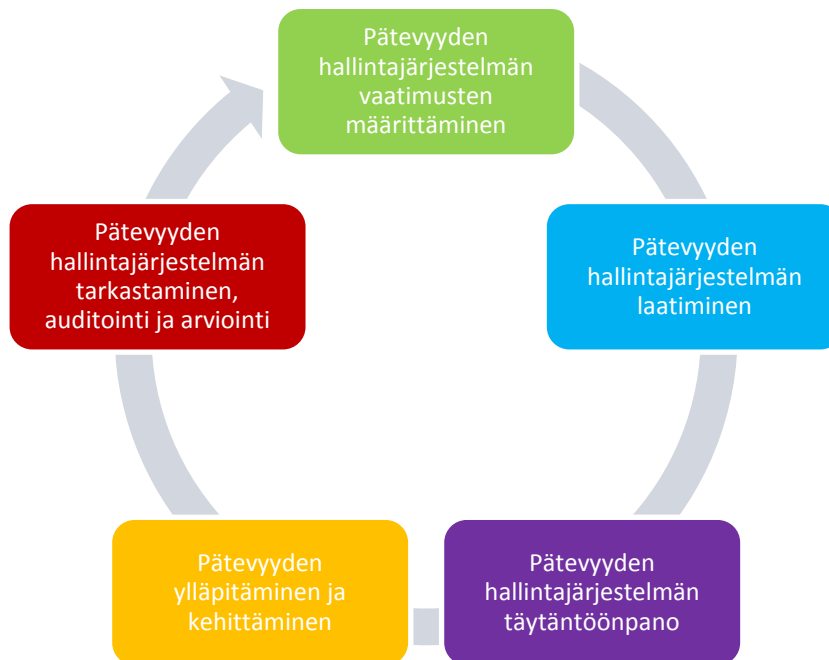 Pätevyyden
hallintajärjestelmän
vaatimusten
määrittäminen
Pätevyyden
hallintajärjestelmän
laatiminen
Pätevyyden
hallintajärjestelmän
täytäntöönpano
Pätevyyden
ylläpitäminen ja
kehittäminen
Pätevyyden
hallintajärjestelmän
tarkastaminen,
auditointi ja arviointi